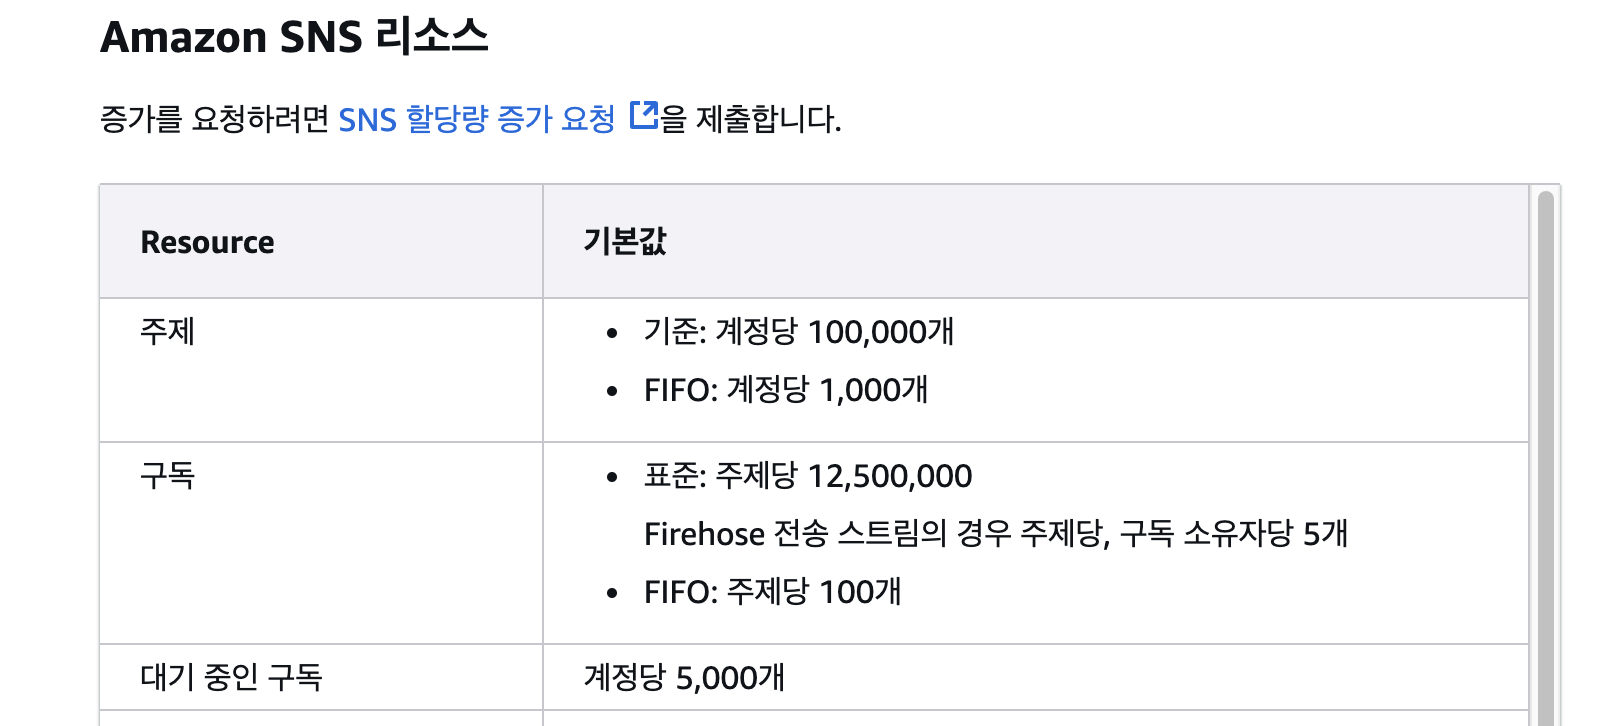 Amazon SNS 리소스
증가를 요청하려면 SNS 할당량 증가 요청 을 제출합니다.
Resource
기본값
주제
• 기준: 계정당 100,000개
• FIFO: 계정당 1,000개
구독
• 표준: 주제당 12,500,000
Firehose 전송 스트림의 경우 주제당, 구독 소유자당 5개
• FIFO: 주제당 100개
대기 중인 구독
계정당 5,000개